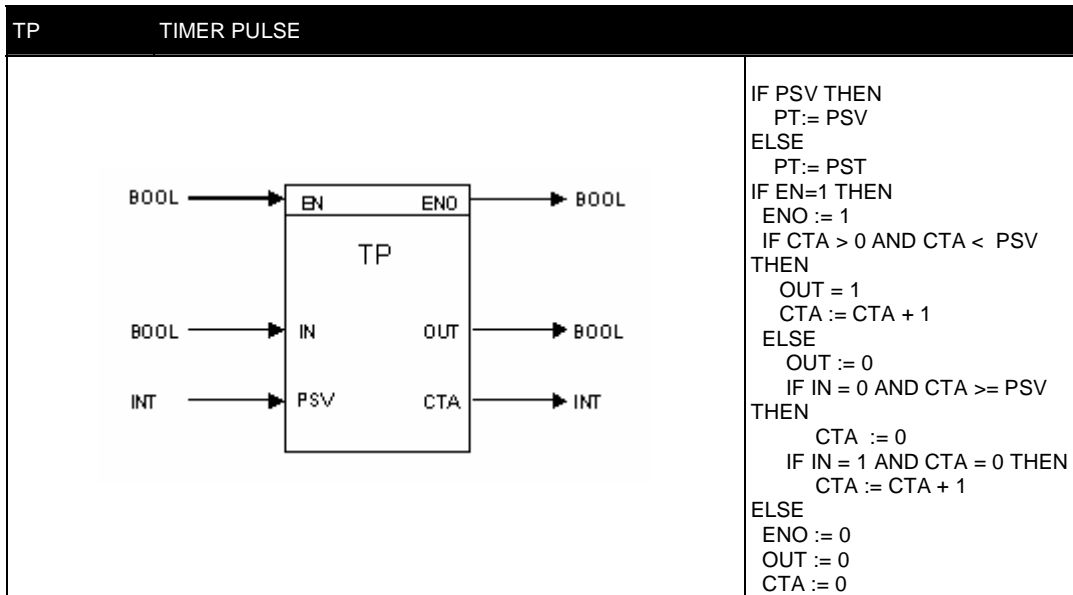 TP TIMER PULSE
BOOL EN ENO BOOL
TP
BOOL IN OUT BOOL
INT PSV CTA INT
IF PSV THEN
PT:= PSV
ELSE
PT:= PST
IF EN=1 THEN
ENO := 1
IF CTA > 0 AND CTA < PSV
THEN
OUT = 1
CTA := CTA + 1
ELSE
OUT := 0
IF IN = 0 AND CTA >= PSV
THEN
CTA := 0
IF IN = 1 AND CTA = 0 THEN
CTA := CTA + 1
ELSE
ENO := 0
OUT := 0
CTA := 0